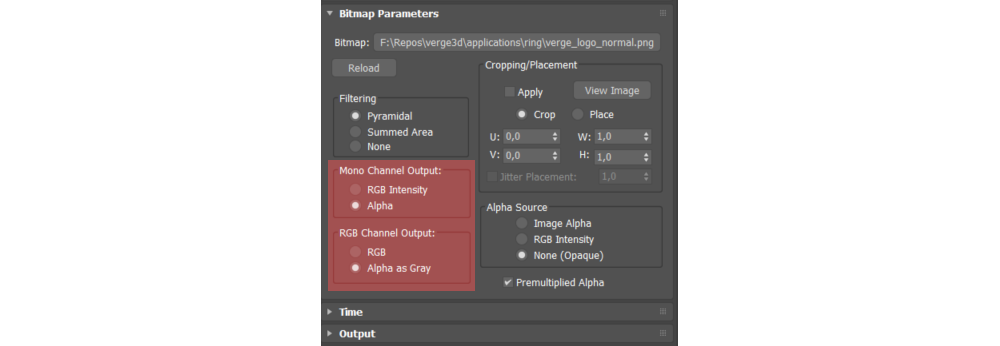 Bitmap Parameters
Bitmap: F:\Repos\verge3d\applications\ring\verge_logo_normal.png
Reload
Filtering
Pyramidal
Summed Area
None
Mono Channel Output:
RGB Intensity
Alpha
RGB Channel Output:
RGB
Alpha as Gray
Cropping/Placement
Apply View Image
Crop Place
U: 0,0 W: 1,0
V: 0,0 H: 1,0
Jitter Placement: 1,0
Alpha Source
Image Alpha
RGB Intensity
None (Opaque)
Premultiplied Alpha
Time
Output